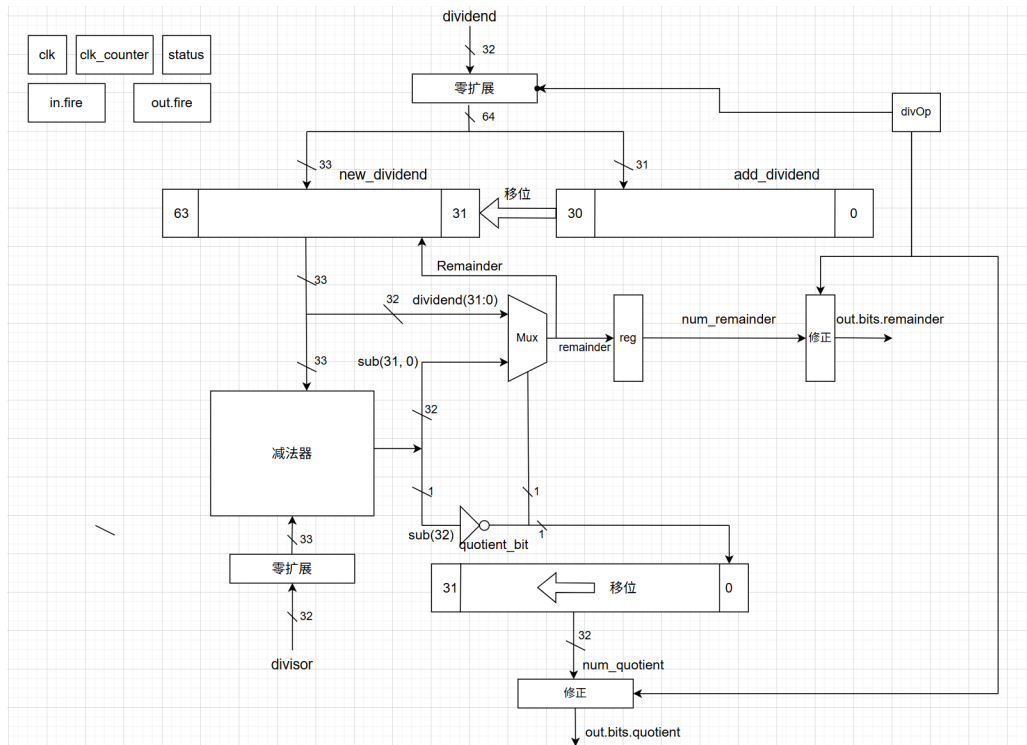 dividend
clk
clk_counter
status
32
零扩展
in.fire
out.fire
divOp
64
33
31
new_dividend
add_dividend
移位
63
31
30
0
Remainder
33
32
dividend(31:0)
num_remainder
out.bits.remainder
Mux
reg
修正
remainder
33
sub(31, 0)
32
减法器
1
1
sub(32)
quotient_bit
1
33
零扩展
31
移位
0
32
32
num_quotient
divisor
修正
out.bits.quotient